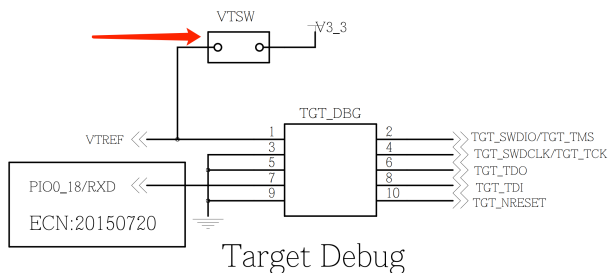 VTSW
V3_3
TGT_DBG
VTREF
1
2
TGT_SWDIO/TGT_TMS
3
4
TGT_SWDCLK/TGT_TCK
5
6
TGT_TDO
PIO0_18/RXD
7
8
TGT_TDI
9
10
TGT_NRESET
ECN:20150720
Target Debug